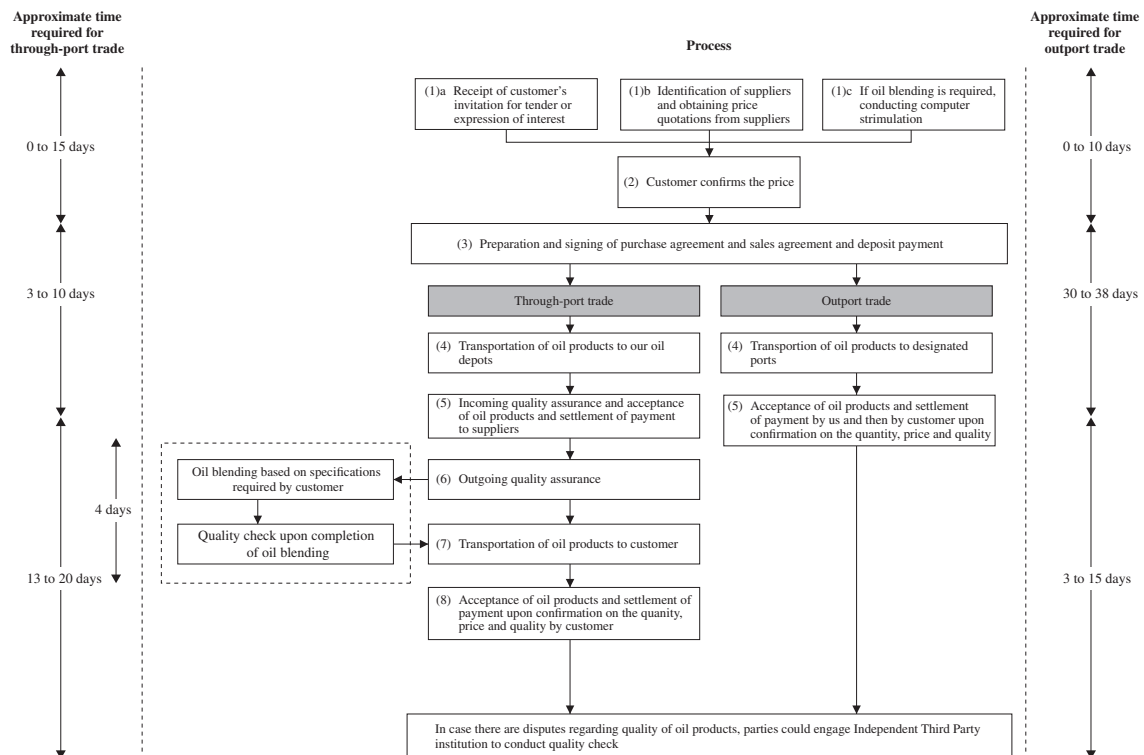 Approximate time
required for
through-port trade
Process
Approximate time
required for
outport trade
(1)a Receipt of customer's
invitation for tender or
expression of interest
(1)b Identification of suppliers
and obtaining price
quotations from suppliers
(1)c If oil blending is required,
conducting computer
strimulation
0 to 15 days
0 to 10 days
(2) Customer confirms the price
(3) Preparation and signing of purchase agreement and sales agreement and deposit payment
3 to 10 days
30 to 38 days
Through-port trade
Outport trade
(4) Transportation of oil products to our oil
depots
(4) Transportion of oil products to designated
ports
(5) Incoming quality assurance and acceptance
of oil products and settlement of payment
to suppliers
(5) Acceptance of oil products and settlement
of payment by us and then by customer upon
confirmation on the quantity, price and quality
Oil blending based on specifications
required by customer
(6) Outgoing quality assurance
4 days
Quality check upon completion
of oil blending
(7) Transportation of oil products to customer
13 to 20 days
3 to 15 days
(8) Acceptance of oil products and settlement of
payment upon confirmation on the quanity,
price and quality by customer
In case there are disputes regarding quality of oil products, parties could engage Independent Third Party
institution to conduct quality check